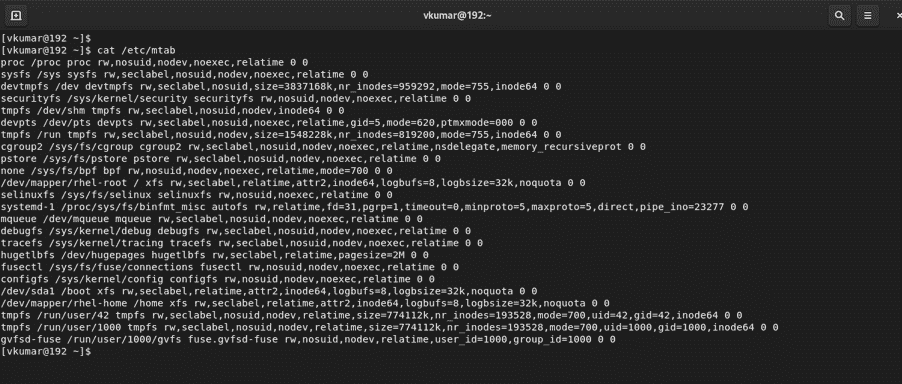 vkumar@192:~
[vkumar@192 ~]$
[vkumar@192 ~]$ cat /etc/mtab
proc /proc proc rw,nosuid,nodev,noexec,relatime 0 0
sysfs /sys sysfs rw,seclabel,nosuid,nodev,noexec,relatime 0 0
devtmpfs /dev devtmpfs rw,seclabel,nosuid,size=3837168k,nr_inodes=959292,mode=755,inode64 0 0
securityfs /sys/kernel/security securityfs rw,nosuid,nodev,noexec,relatime 0 0
tmpfs /dev/shm tmpfs rw,seclabel,nosuid,nodev,inode64 0 0
devpts /dev/pts devpts rw,seclabel,nosuid,noexec,relatime,gid=5,mode=620,ptmxmode=000 0 0
tmpfs /run tmpfs rw,seclabel,nosuid,nodev,size=1548228k,nr_inodes=819200,mode=755,inode64 0 0
cgroup2 /sys/fs/cgroup cgroup2 rw,seclabel,nosuid,nodev,noexec,relatime,nsdelegate,memory_recursiveprot 0 0
pstore /sys/fs/pstore pstore rw,seclabel,nosuid,nodev,noexec,relatime 0 0
none /sys/fs/bpf bpf rw,nosuid,nodev,noexec,relatime,mode=700 0 0
/dev/mapper/rhel-root / xfs rw,seclabel,relatime,attr2,inode64,logbufs=8,logbsize=32k,noquota 0 0
selinuxfs /sys/fs/selinux selinuxfs rw,nosuid,noexec,relatime 0 0
systemd-1 /proc/sys/fs/binfmt_misc autofs rw,relatime,fd=31,pgrp=1,timeout=0,minproto=5,maxproto=5,direct,pipe_ino=23277 0 0
mqueue /dev/mqueue mqueue rw,seclabel,nosuid,nodev,noexec,relatime 0 0
debugfs /sys/kernel/debug debugfs rw,seclabel,nosuid,nodev,noexec,relatime 0 0
tracefs /sys/kernel/tracing tracefs rw,seclabel,nosuid,nodev,noexec,relatime 0 0
hugetlbfs /dev/hugepages hugetlbfs rw,seclabel,relatime,pagesize=2M 0 0
fusectl /sys/fs/fuse/connections fusectl rw,nosuid,nodev,noexec,relatime 0 0
configfs /sys/kernel/config configfs rw,nosuid,nodev,noexec,relatime 0 0
/dev/sda1 /boot xfs rw,seclabel,relatime,attr2,inode64,logbufs=8,logbsize=32k,noquota 0 0
/dev/mapper/rhel-home /home xfs rw,seclabel,relatime,attr2,inode64,logbufs=8,logbsize=32k,noquota 0 0
tmpfs /run/user/42 tmpfs rw,seclabel,nosuid,nodev,relatime,size=774112k,nr_inodes=193528,mode=700,uid=42,gid=42,inode64 0 0
tmpfs /run/user/1000 tmpfs rw,seclabel,nosuid,nodev,relatime,size=774112k,nr_inodes=193528,mode=700,uid=1000,gid=1000,inode64 0 0
gvfsd-fuse /run/user/1000/gvfs fuse.gvfsd-fuse rw,nosuid,nodev,relatime,user_id=1000,group_id=1000 0 0
[vkumar@192 ~]$